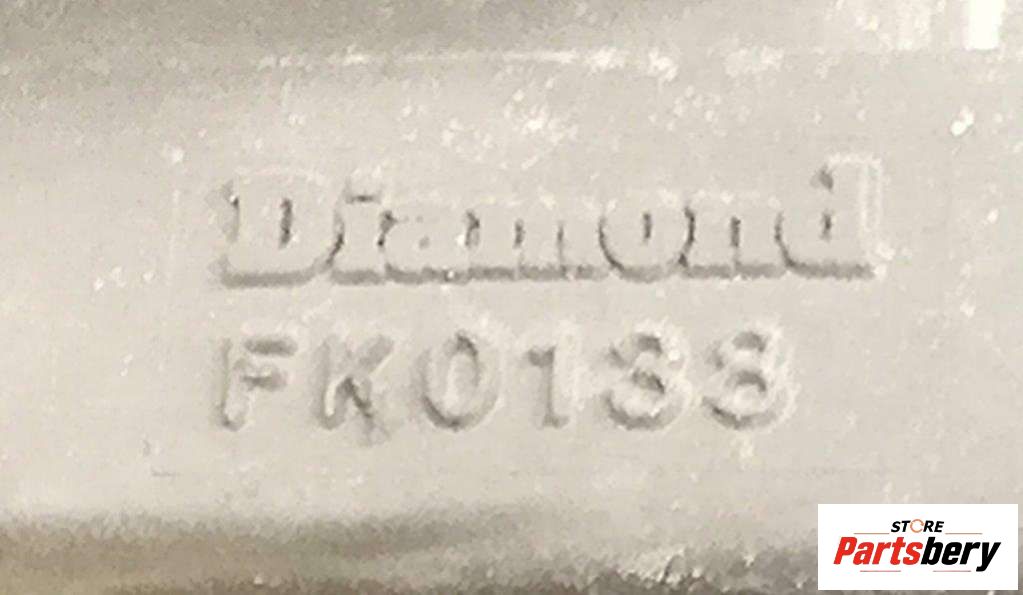 Diamond
FK0133
STORE
Partsbery